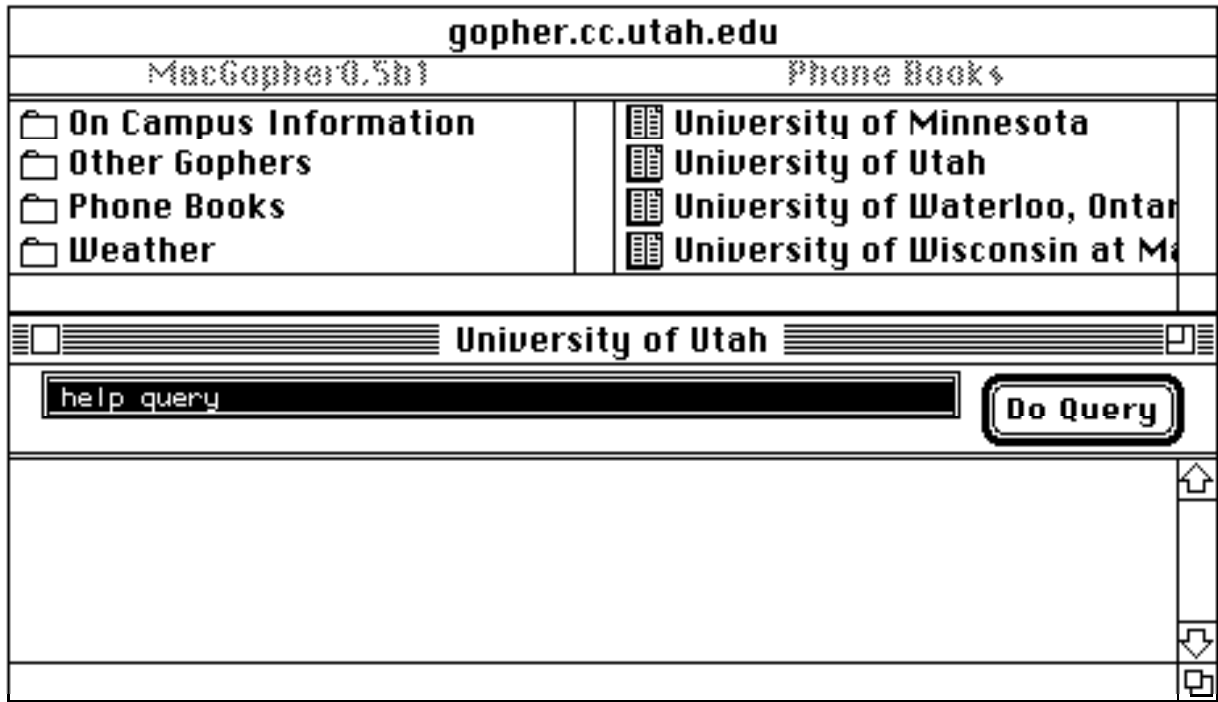 gopher.cc.utah.edu
MacGopher0.5b1
Phone Books
On Campus Information
Other Gophers
Phone Books
Weather
University of Minnesota
University of Utah
University of Waterloo, Ontar
University of Wisconsin at Ma
University of Utah
help query
Do Query